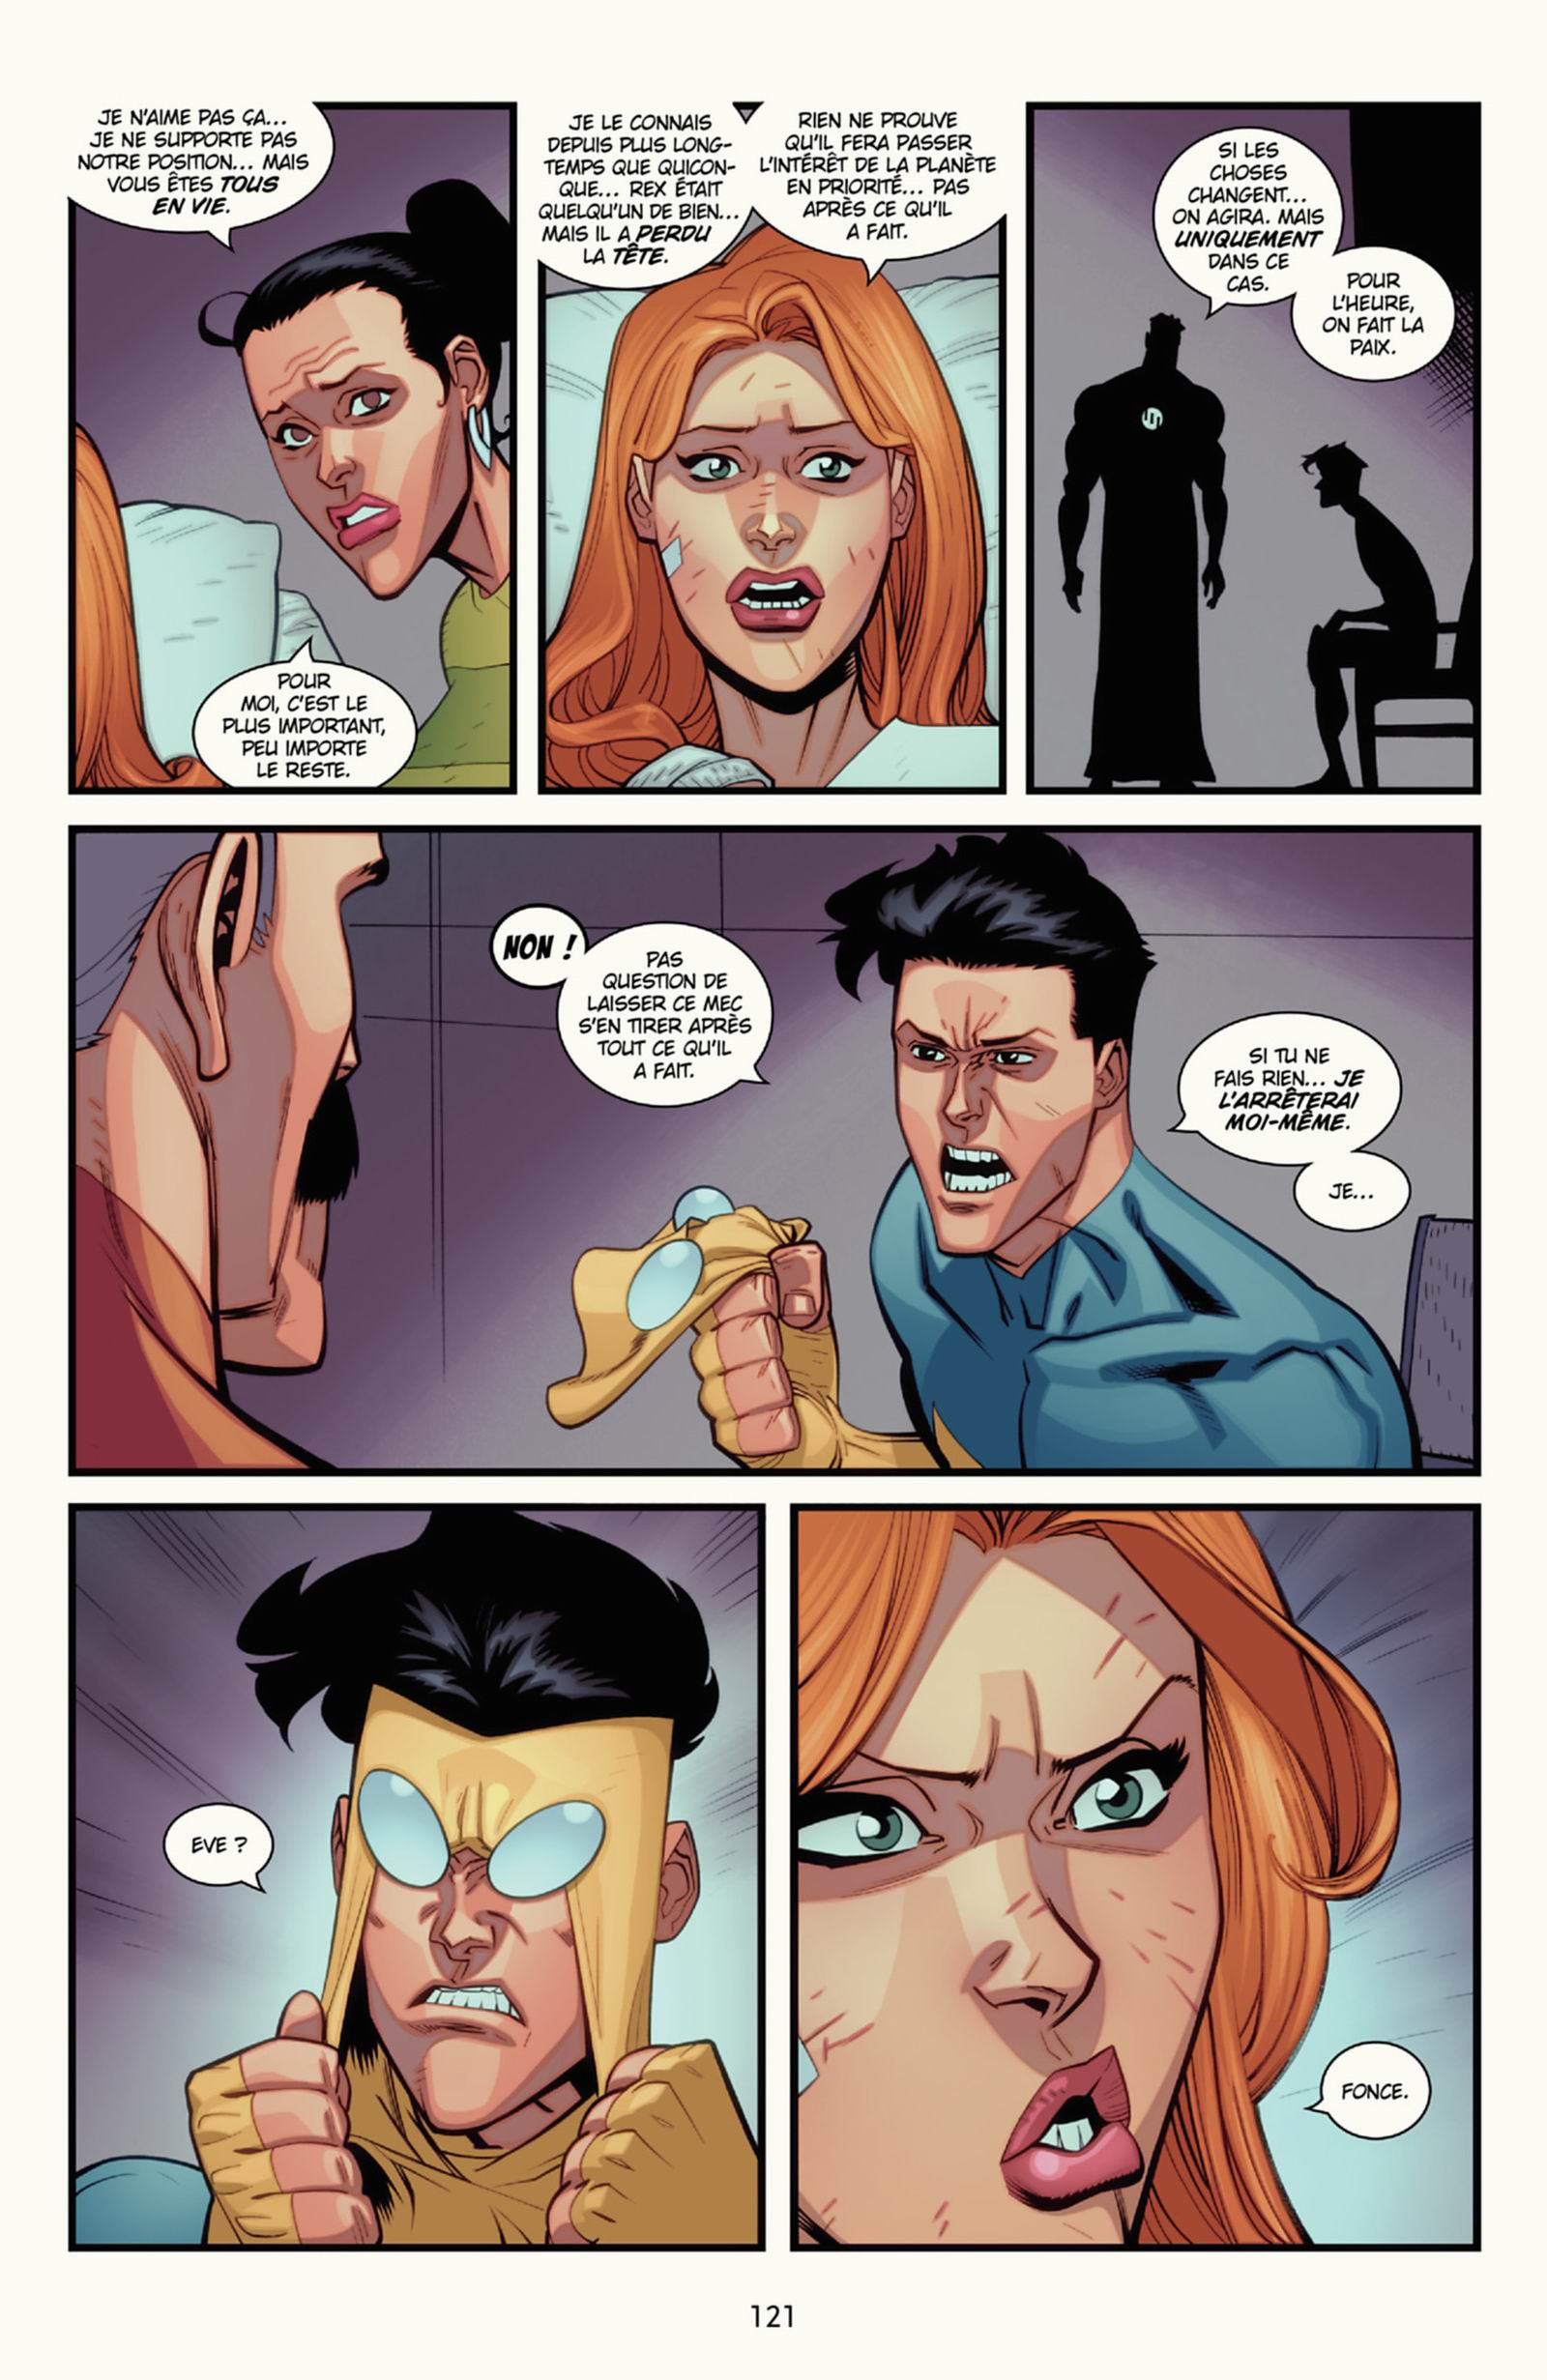 JE N'AIME PAS ÇA...
JE NE SUPPORTE PAS
NOTRE POSITION... MAIS
VOUS ÊTES TOUS
EN VIE.
POUR
MOI, C'EST LE
PLUS IMPORTANT,
PEU IMPORTE
LE RESTE.
JE LE CONNAIS
DEPUIS PLUS LONG-
TEMPS QUE QUICON-
QUE... REX ÉTAIT
QUELQU'UN DE BIEN...
MAIS IL A PERDU
LA TÊTE.
RIEN NE PROUVE
QU'IL FERA PASSER
L'INTÉRÊT DE LA PLANÈTE
EN PRIORITÉ... PAS
APRÈS CE QU'IL
A FAIT.
SI LES
CHOSES
CHANGENT...
ON AGIRA. MAIS
UNIQUEMENT
DANS CE
CAS.
POUR
L'HEURE,
ON FAIT LA
PAIX.
NON !
PAS
QUESTION DE
LAISSER CE MEC
S'EN TIRER APRÈS
TOUT CE QU'IL
A FAIT.
SI TU NE
FAIS RIEN... JE
L'ARRÊTERAI
MOI-MÊME.
JE...
EVE ?
FONCE.
121